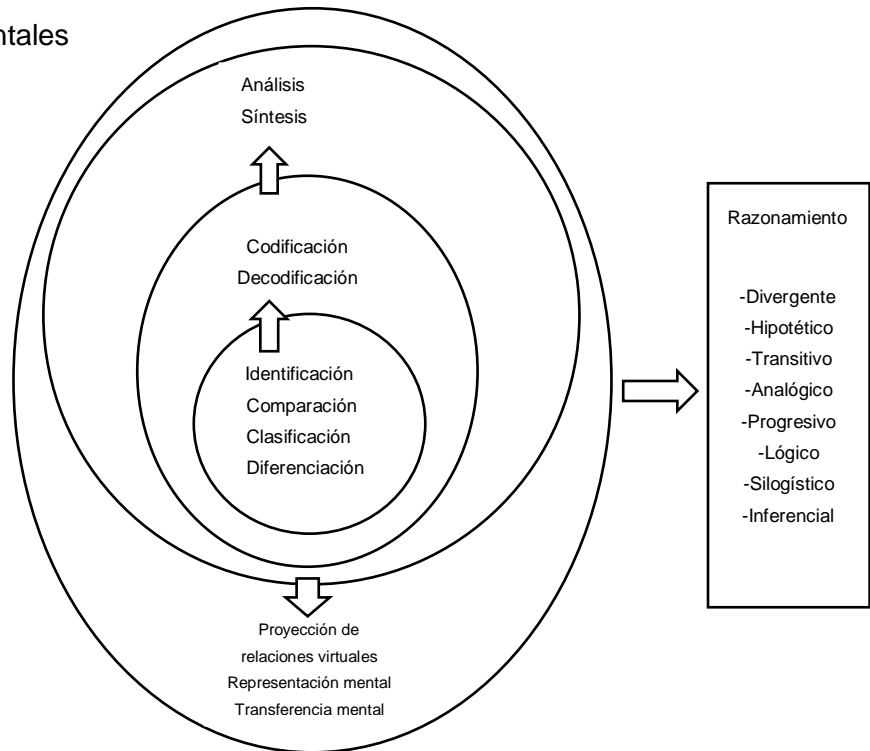 ntales
Análisis
Síntesis
Codificación
Decodificación
Identificación
Comparación
Clasificación
Diferenciación
Proyección de
relaciones virtuales
Representación mental
Transferencia mental
Razonamiento
-Divergente
-Hipotético
-Transitivo
-Analógico
-Progresivo
-Lógico
-Silogístico
-Inferencial